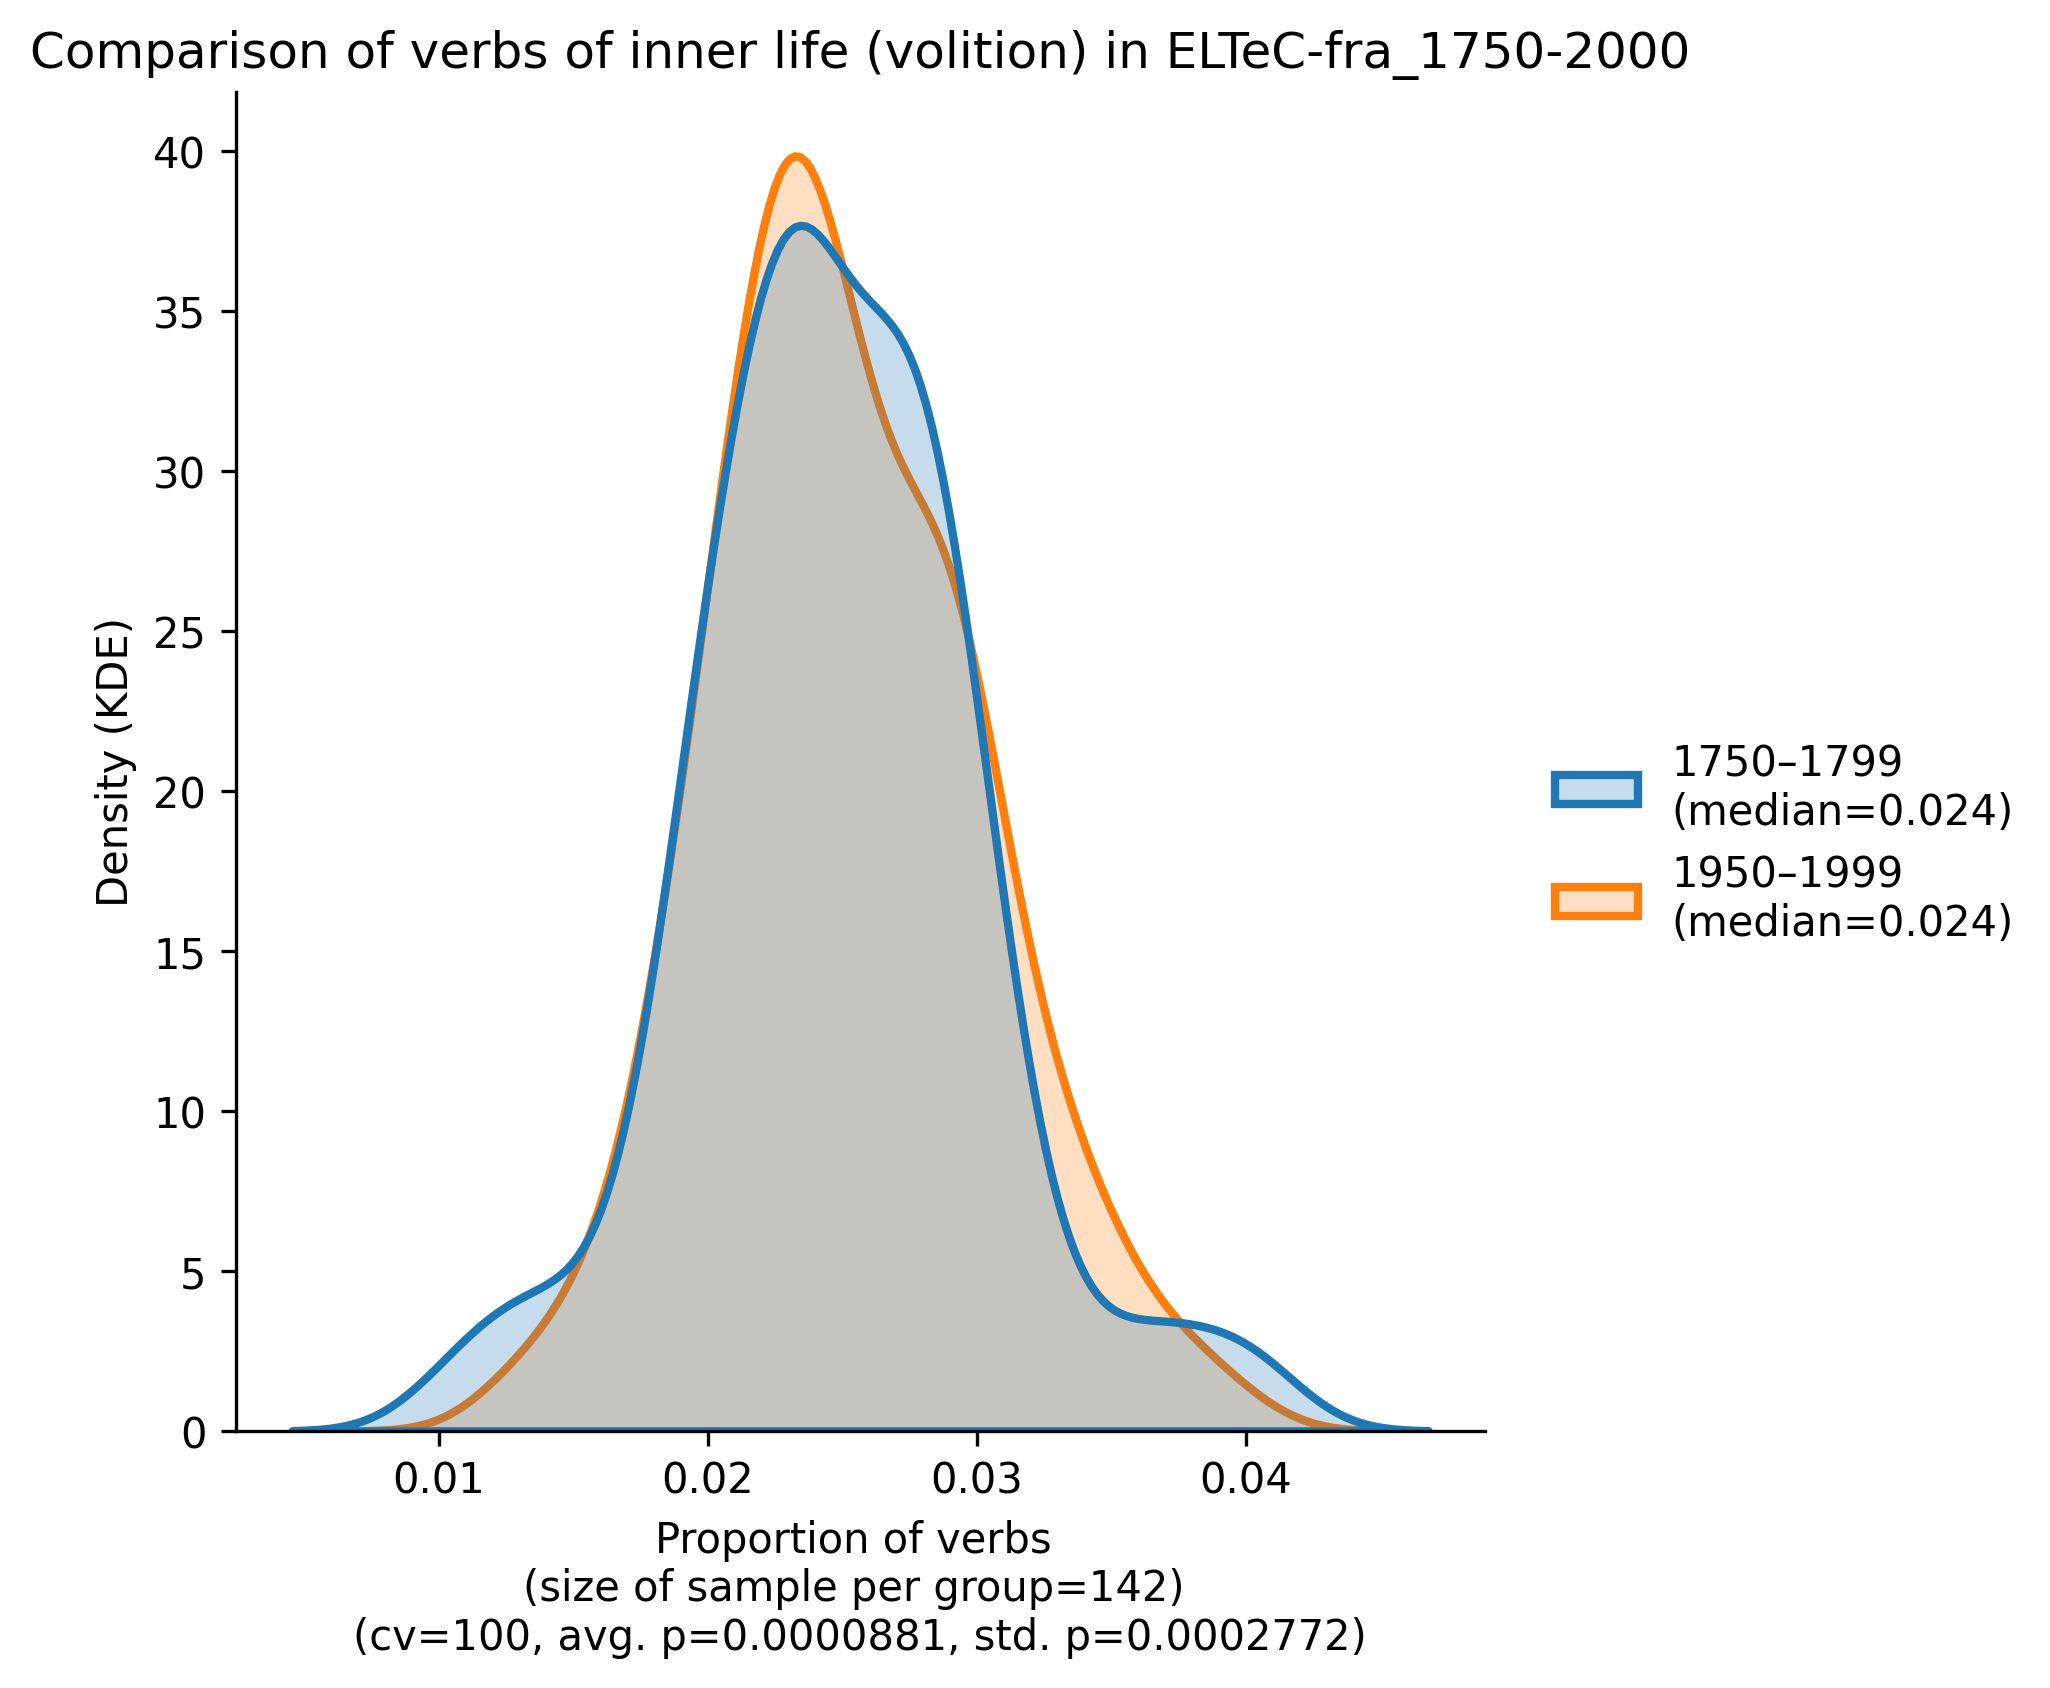 Comparison of verbs of inner life (volition) in ELTeC-fra_1750-2000
40
35
30
25
20
15
10
5
0
Density (KDE)
0.01 0.02 0.03 0.04
Proportion of verbs
(size of sample per group=142)
(cv=100, avg. p=0.0000881, std. p=0.0002772)
1750–1799
(median=0.024)
1950–1999
(median=0.024)